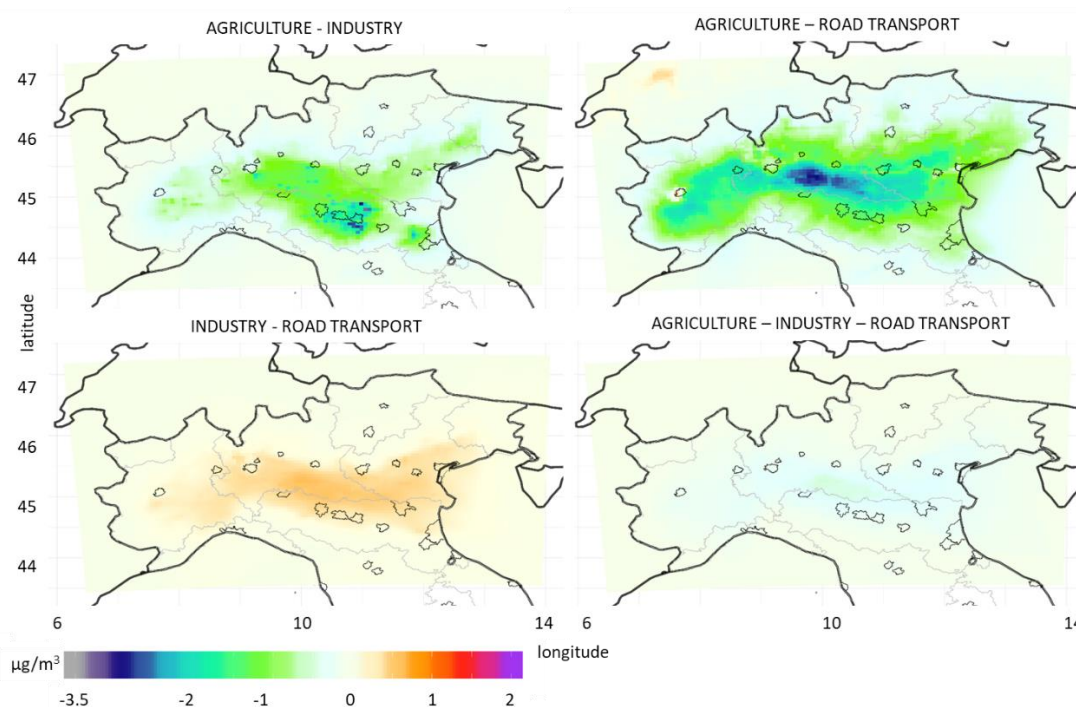 AGRICULTURE - INDUSTRY
AGRICULTURE – ROAD TRANSPORT
47
46
45
44
latitude
INDUSTRY - ROAD TRANSPORT
AGRICULTURE – INDUSTRY – ROAD TRANSPORT
47
46
45
44
6
10
14
6
10
14
longitude
µg/m³
-3.5
-2
-1
0
1
2